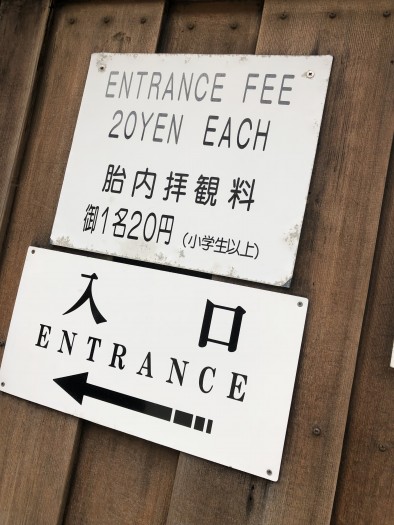 ENTRANCE FEE
20YEN EACH
胎内拝観料
御1名20円 (小学生以上)
入口
ENTRANCE